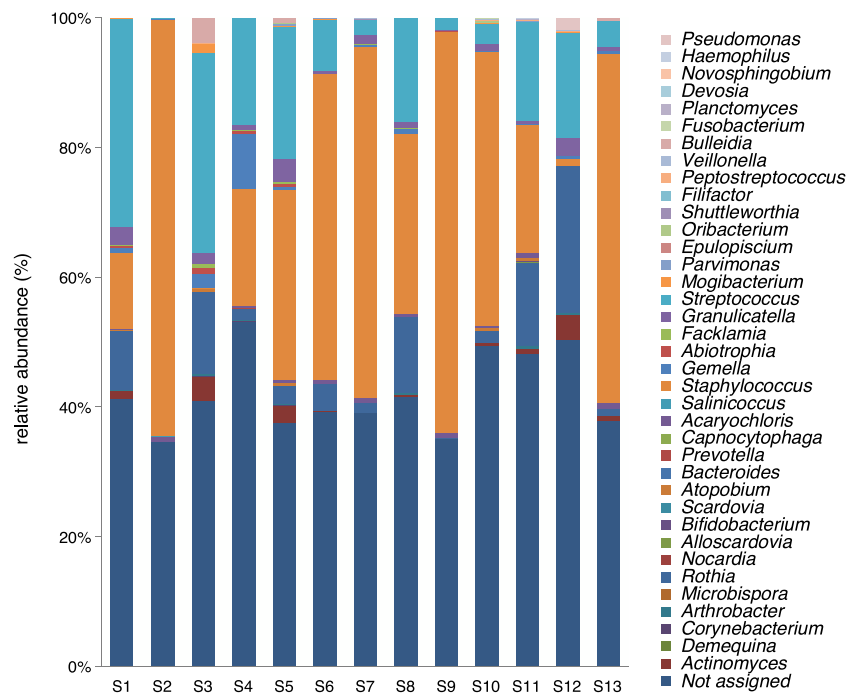 100%
80%
60%
40%
20%
0%
relative abundance (%)
S1 S2 S3 S4 S5 S6 S7 S8 S9 S10 S11 S12 S13
Pseudomonas
Haemophilus
Novosphingobium
Devosia
Planctomyces
Fusobacterium
Bulleidia
Veillonella
Peptostreptococcus
Filifactor
Shuttleworthia
Oribacterium
Epulopiscium
Parvimonas
Mogibacterium
Streptococcus
Granulicatella
Facklamia
Abiotrophia
Gemella
Staphylococcus
Salinicoccus
Acaryochloris
Capnocytophaga
Prevotella
Bacteroides
Atopobium
Scardovia
Bifidobacterium
Alloscardovia
Nocardia
Rothia
Microbispora
Arthrobacter
Corynebacterium
Demequina
Actinomyces
Not assigned